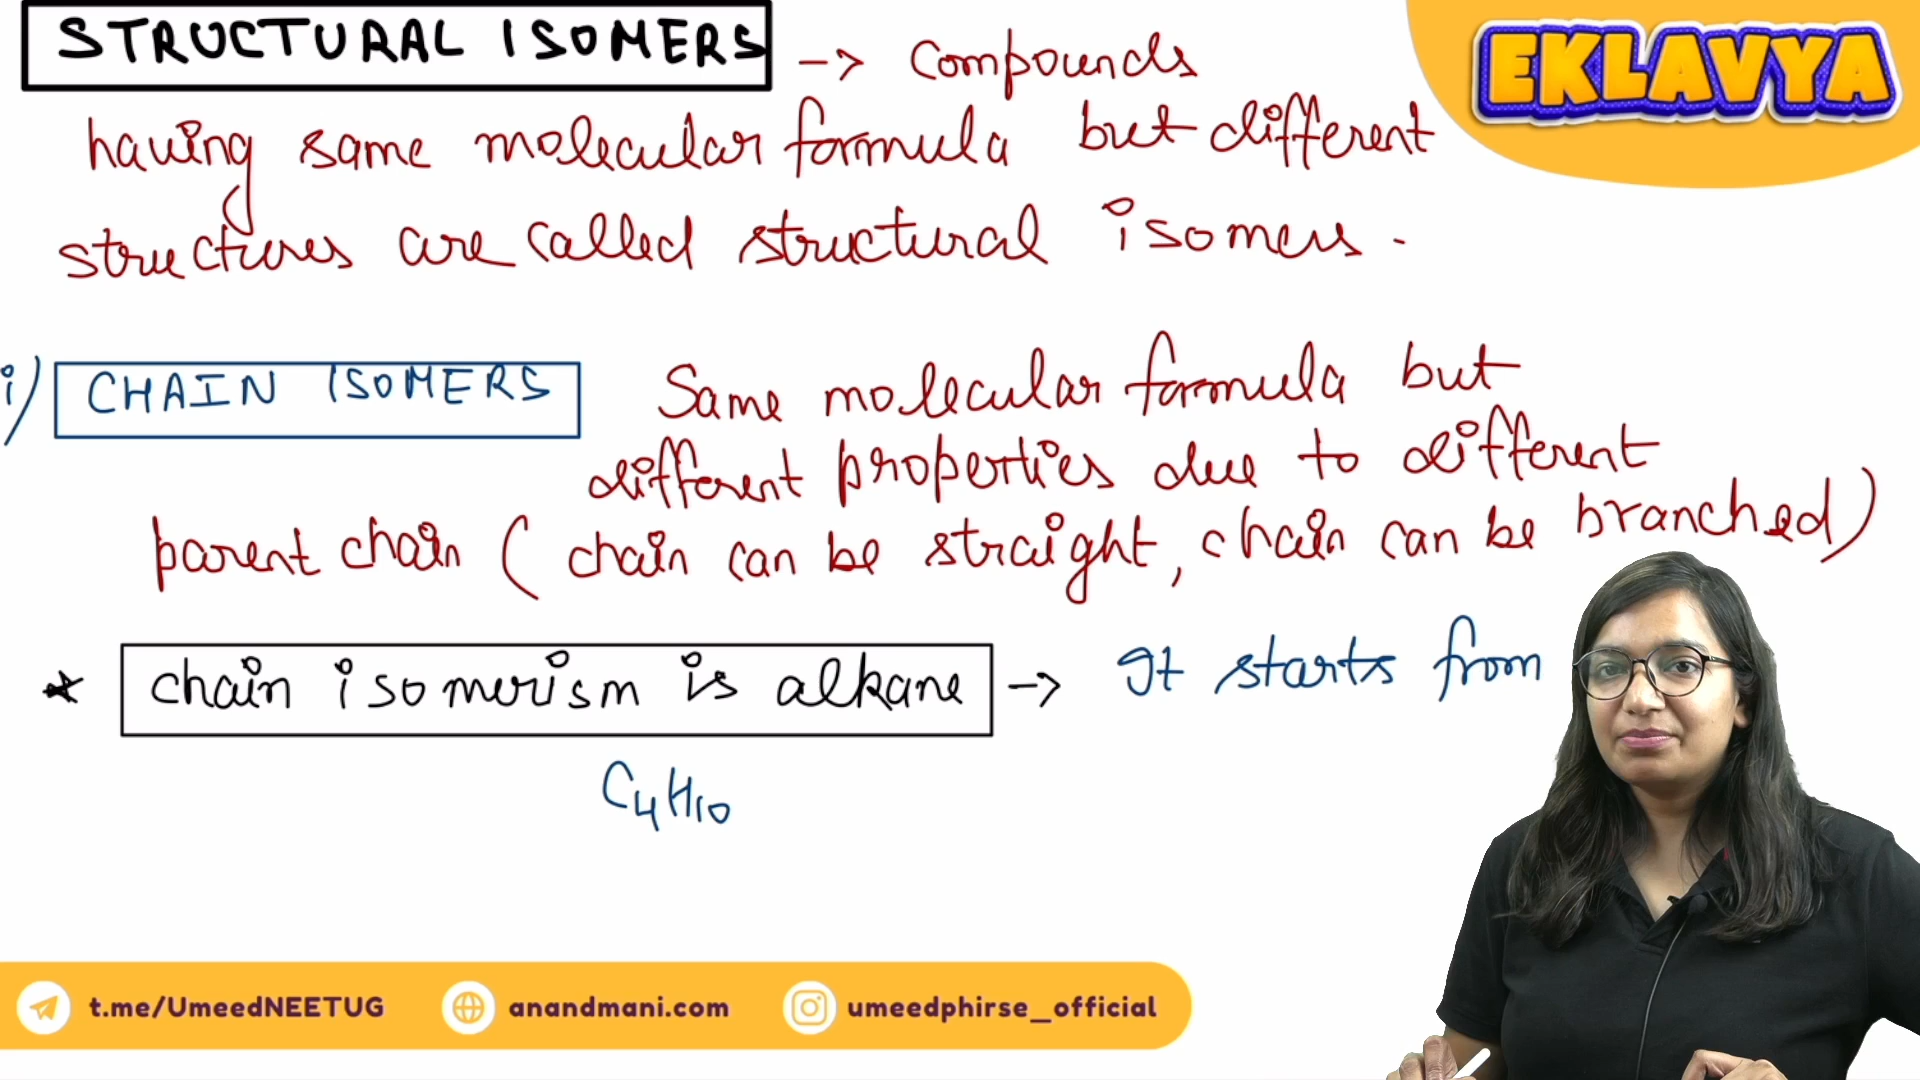 STRUCTURAL ISOMERS -> Compounds
EKLAVYA
having same molecular formula but different
structures are called structural isomers.
i) CHAIN ISOMERS Same molecular formula but
different properties due to different
parent chain ( chain can be straight, chain can be branched)
* chain isomerism is alkane -> It starts from
C4H10
t.me/UmeedNEETUG anandmani.com umeedphirse_official